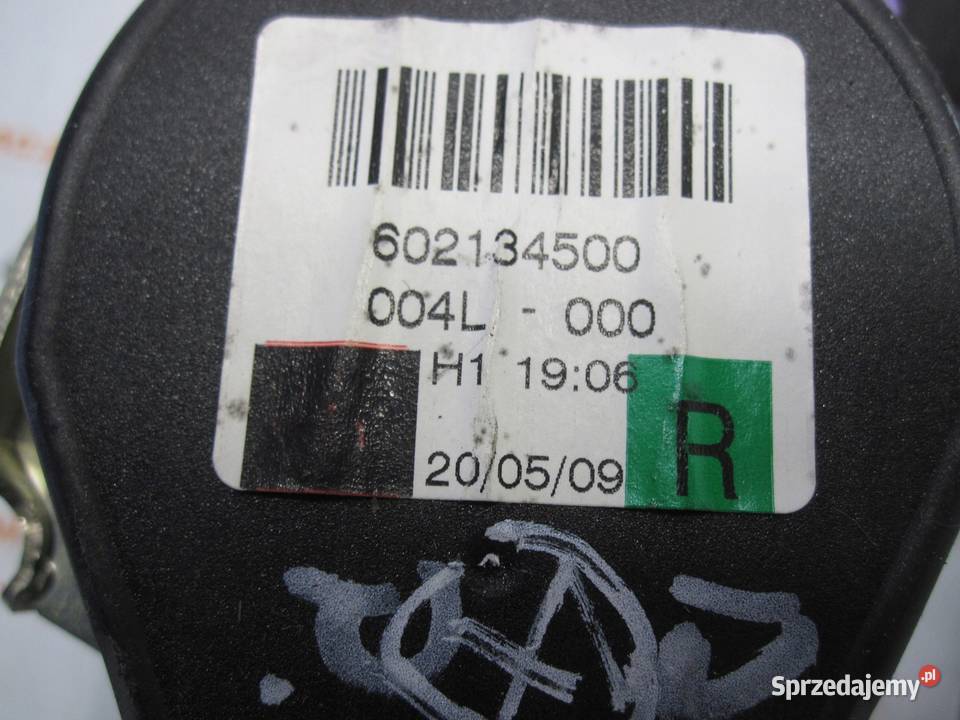 602134500
004L - 000
H1 19:06
R
20/05/09
Sprzedajemy.pl